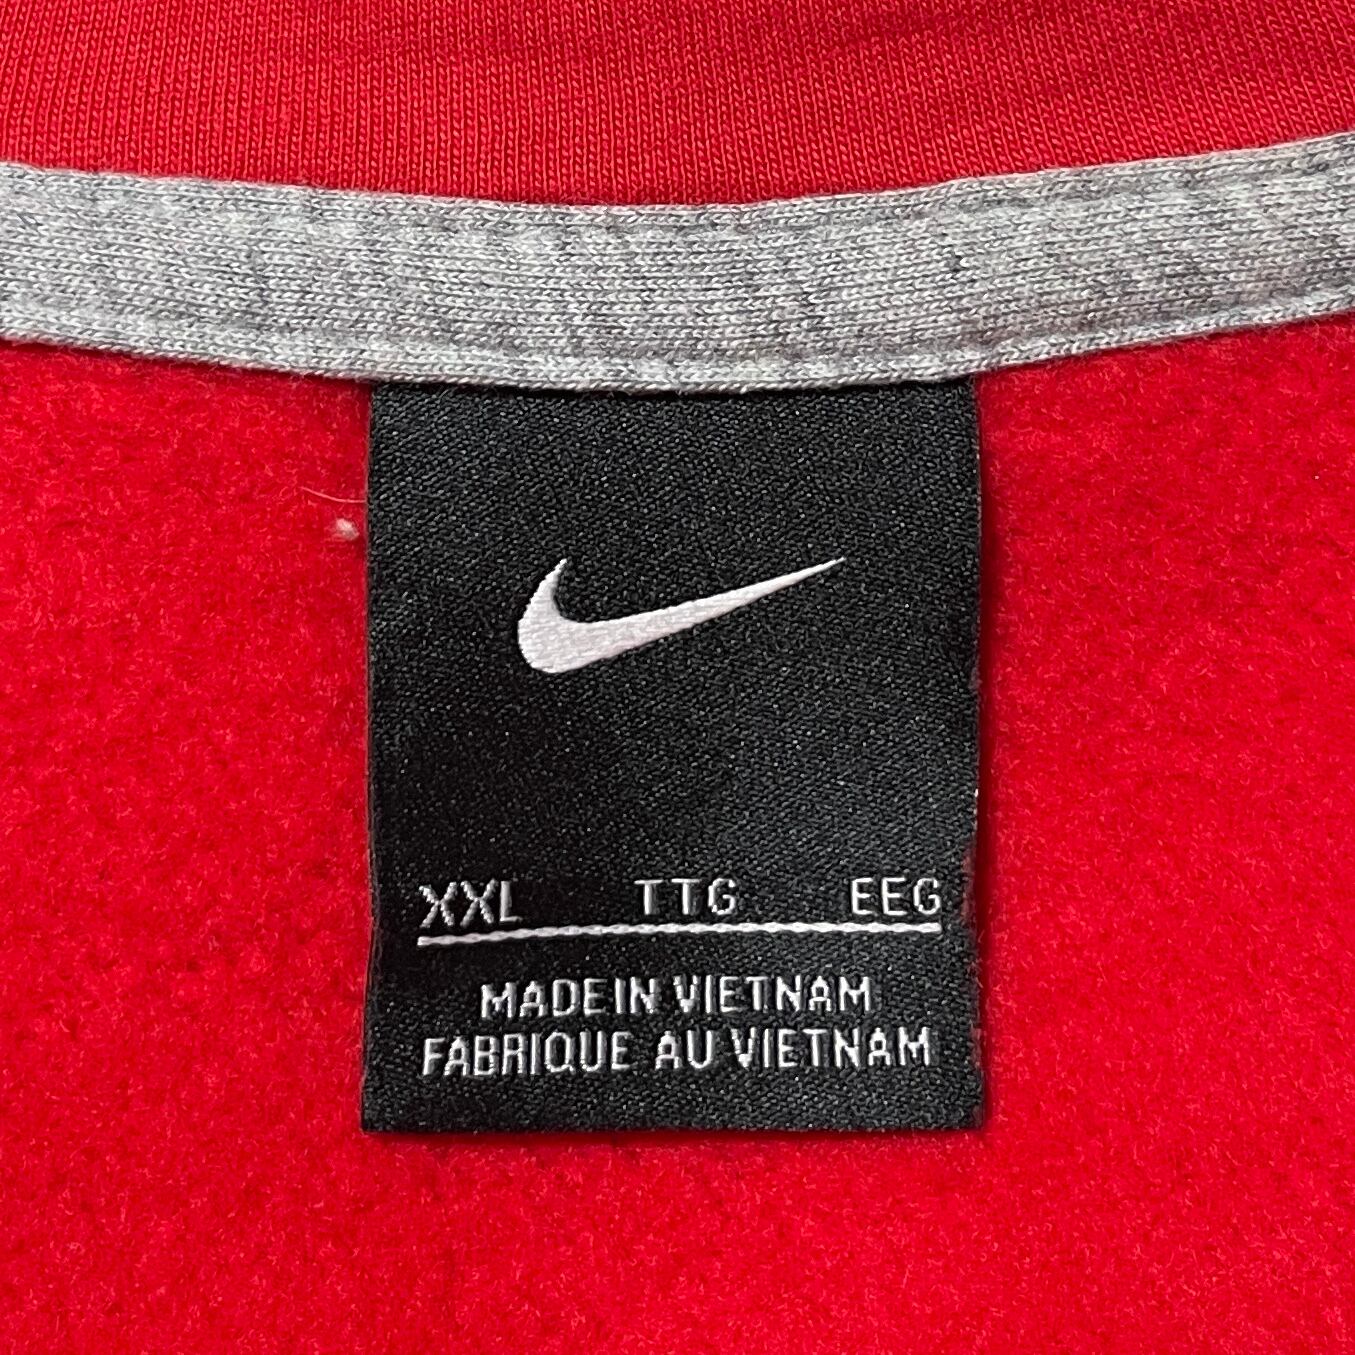 XXL TTG EEG
MADE IN VIETNAM
FABRIQUE AU VIETNAM